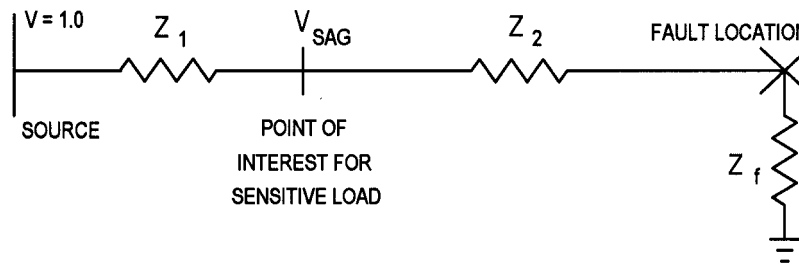 V = 1.0
Z 1
V SAG
Z 2
FAULT LOCATION
SOURCE
POINT OF
INTEREST FOR
SENSITIVE LOAD
Z f